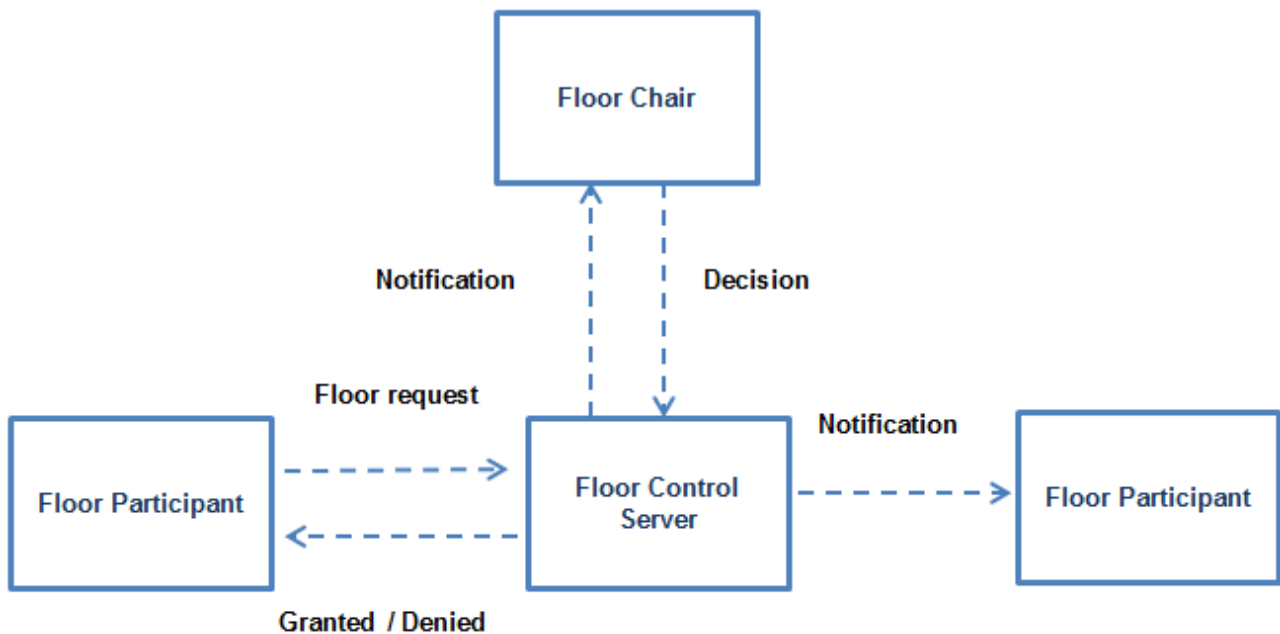 Floor Chair
Notification
Decision
Floor request
Notification
Floor Participant
Floor Control
Server
Floor Participant
Granted / Denied